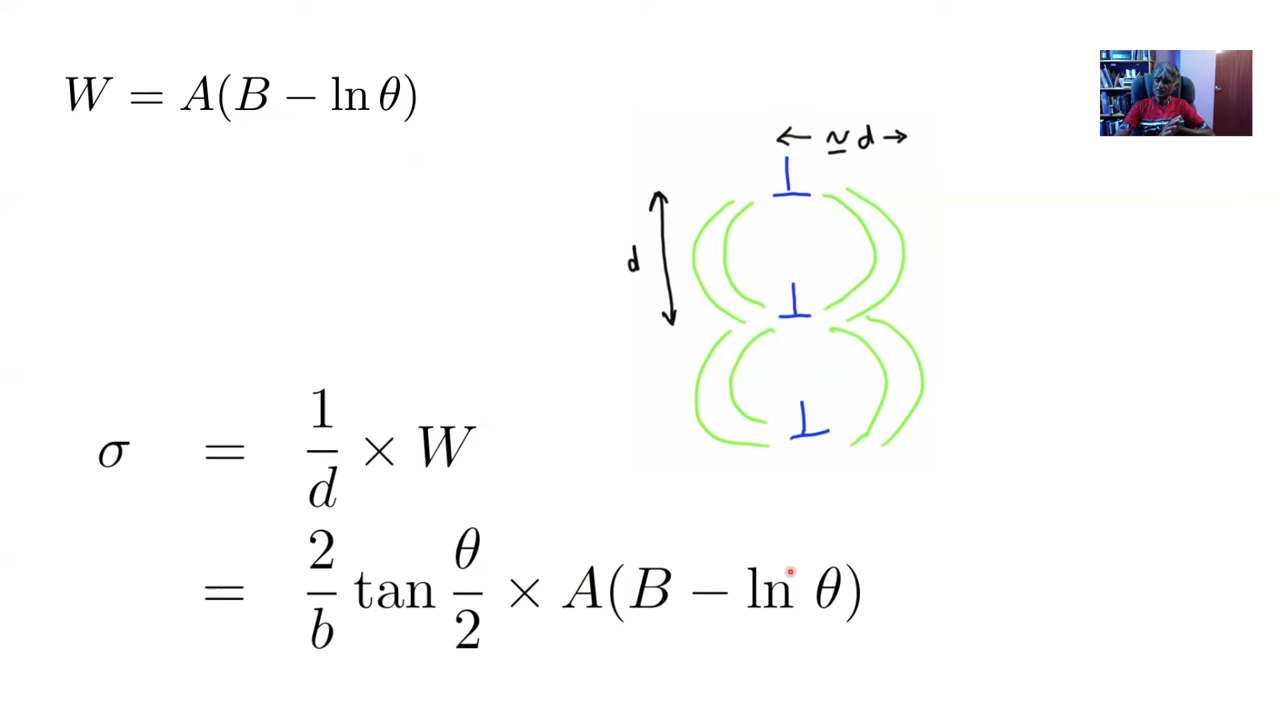 W = A(B − ln θ)
← ≃ d →
⊥
d
⊥
⊥
σ = 1/d × W
= 2/b tan θ/2 × A(B − ln θ)